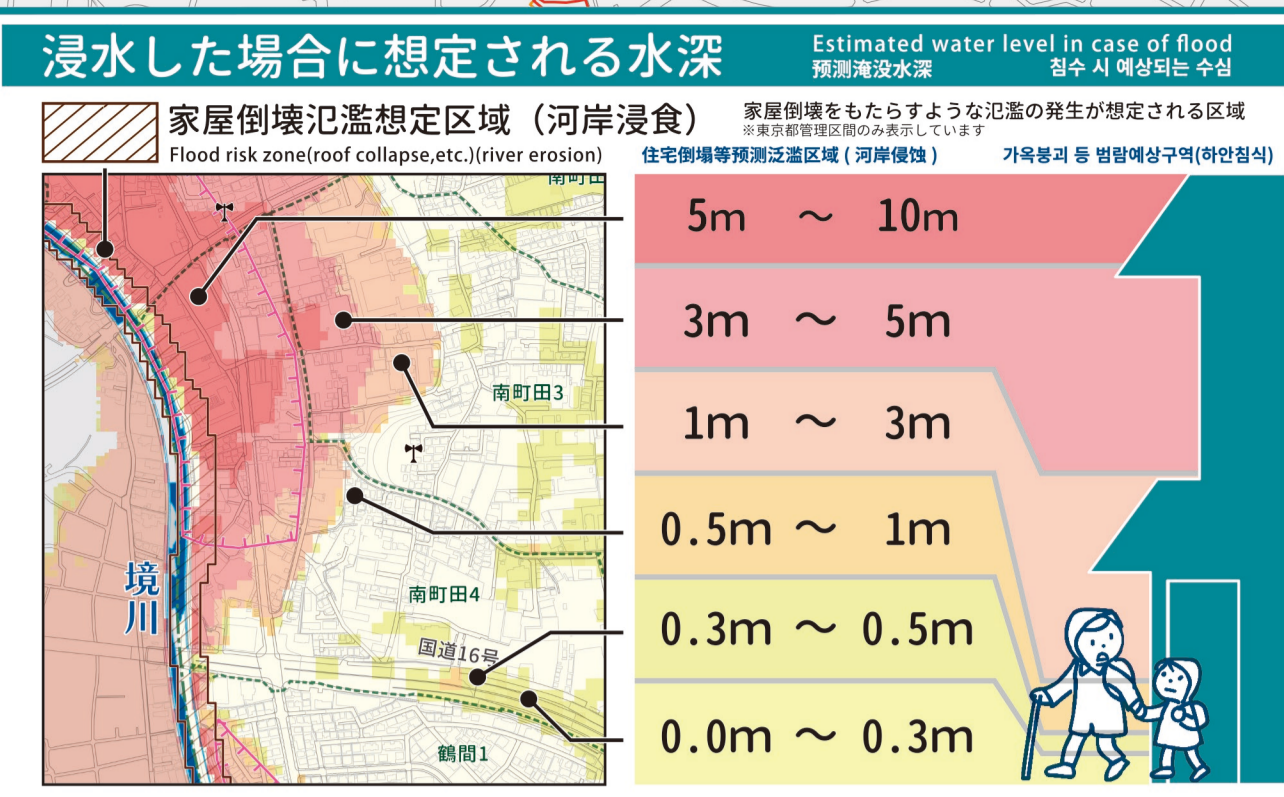 浸水した場合に想定される水深
Estimated water level in case of flood
预测淹没水深
침수 시 예상되는 수심
家屋倒壊氾濫想定区域（河岸浸食）
Flood risk zone(roof collapse,etc.)(river erosion)
家屋倒壊をもたらすような氾濫の発生が想定される区域
※東京都管理区間のみ表示しています
住宅倒塌等预测泛滥区域 ( 河岸侵蚀 )
가옥붕괴 등 범람예상구역(하안침식)
南町田3
境川
南町田4
国道16号
鶴間1
5m ～ 10m
3m ～ 5m
1m ～ 3m
0.5m ～ 1m
0.3m ～ 0.5m
0.0m ～ 0.3m